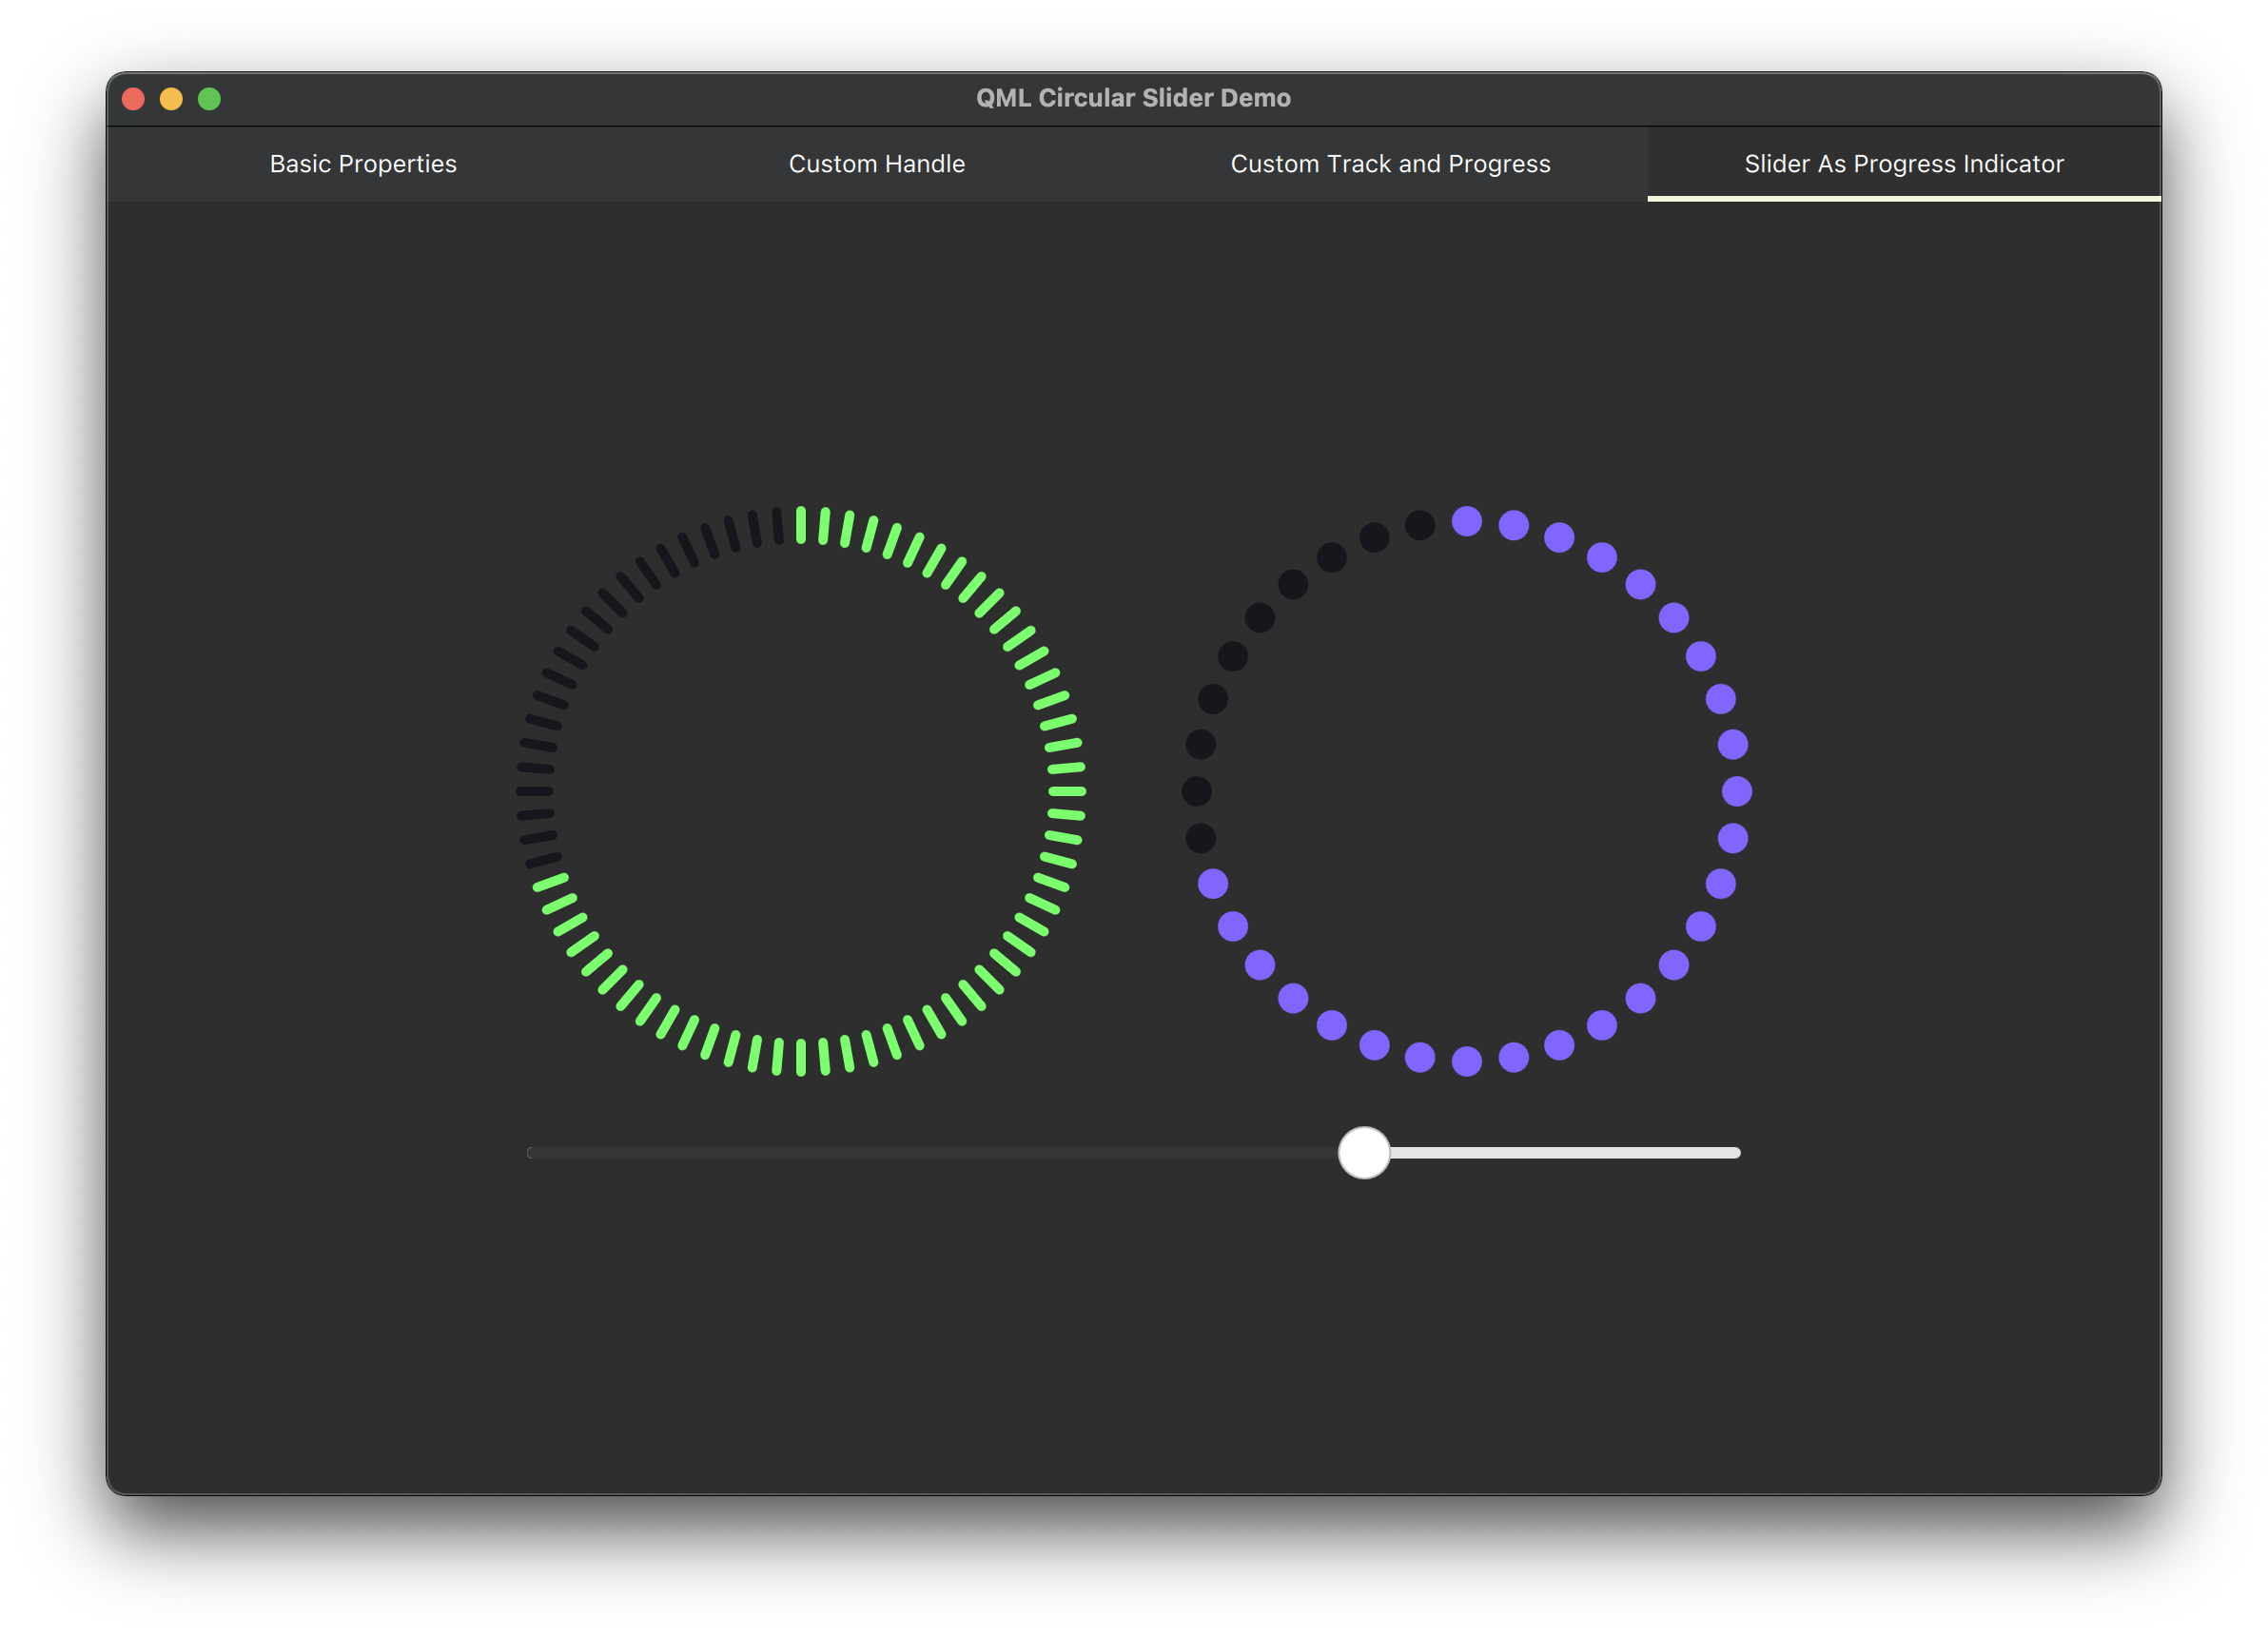 QML Circular Slider Demo
Basic Properties
Custom Handle
Custom Track and Progress
Slider As Progress Indicator